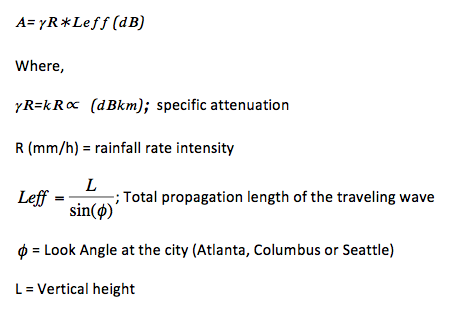 A= γR*Leff (dB)
Where,
γR=kR∝ (dBkm); specific attenuation
R (mm/h) = rainfall rate intensity
Leff = L / sin(ϕ) ; Total propagation length of the traveling wave
ϕ = Look Angle at the city (Atlanta, Columbus or Seattle)
L = Vertical height